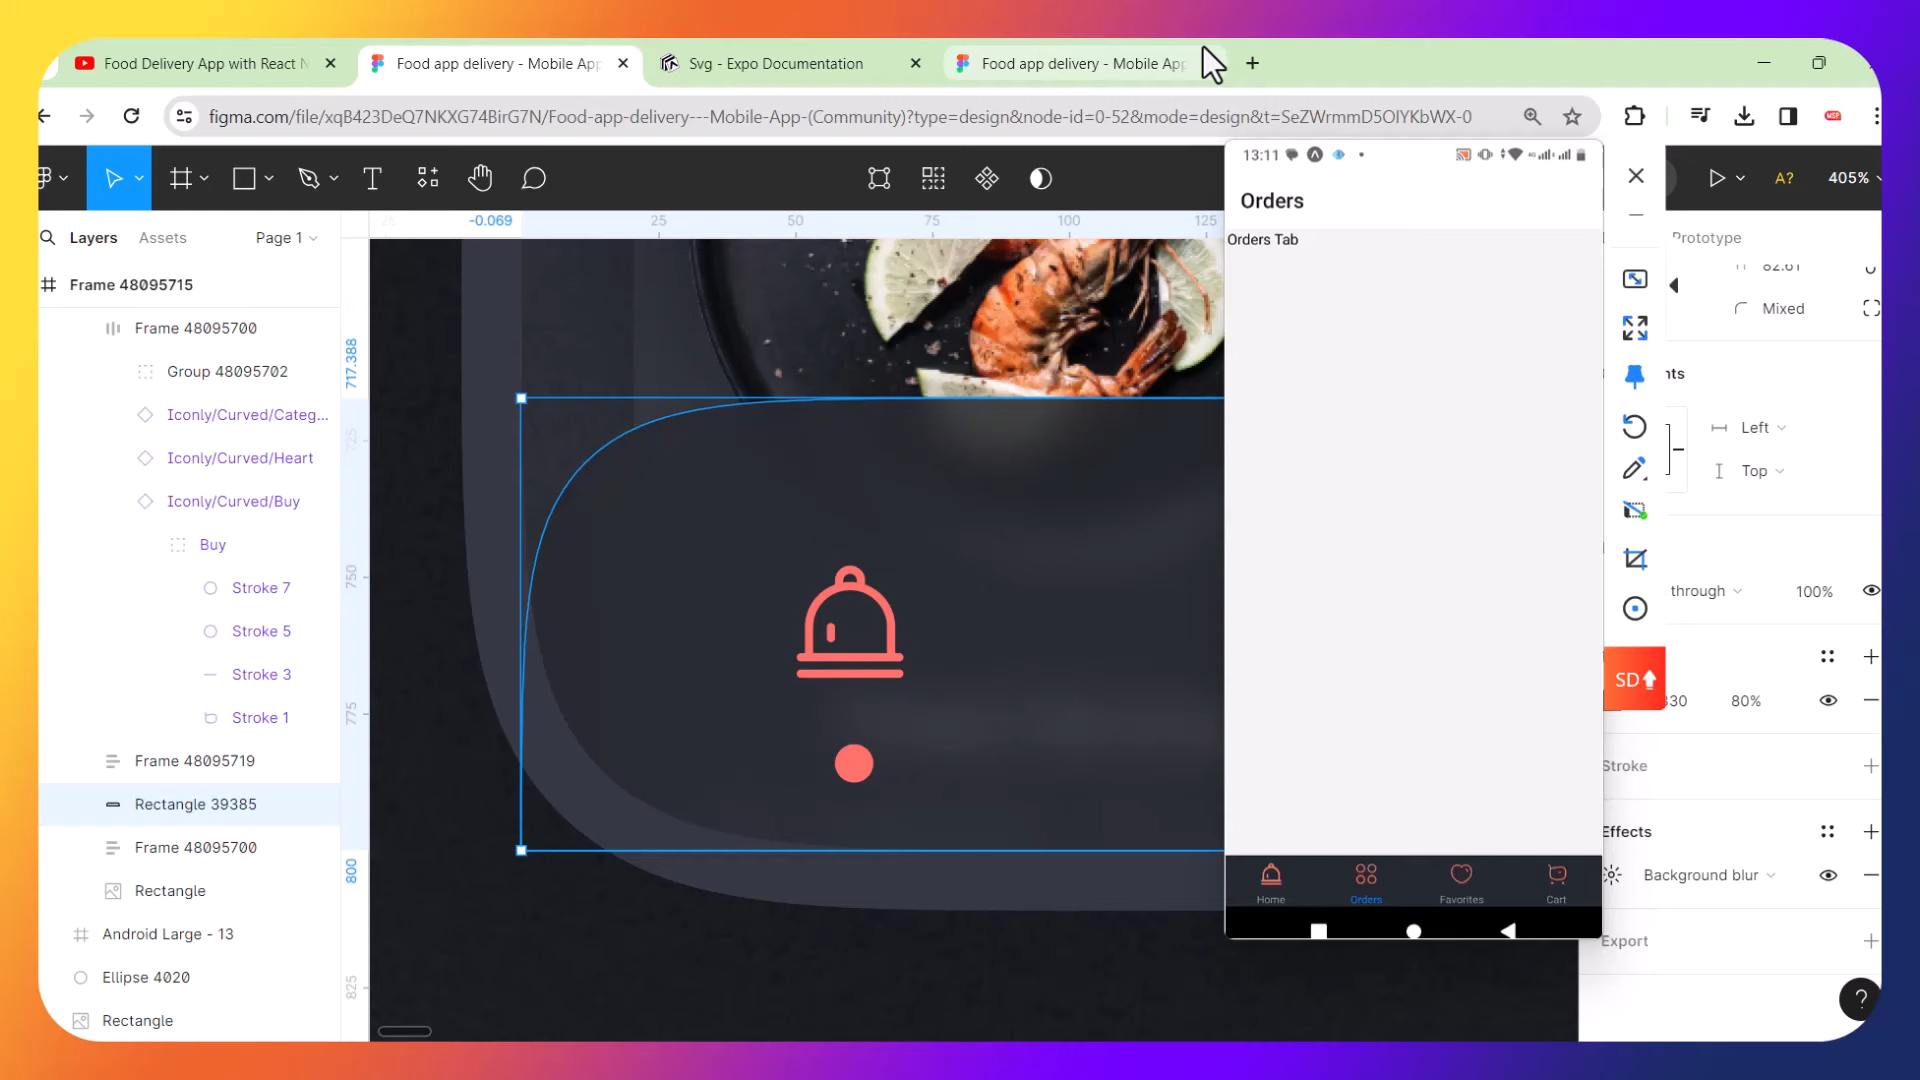 Food Delivery App with React N
Food app delivery - Mobile App
Svg - Expo Documentation
Food app delivery - Mobile App
figma.com/file/xqB423DeQ7NKXG74BirG7N/Food-app-delivery---Mobile-App-(Community)?type=design&node-id=0-52&mode=design&t=SeZWrmmD5OIYKbWX-0
A?
405%
Layers
Assets
Page 1
-0.069
25
50
75
100
125
Frame 48095715
Frame 48095700
Group 48095702
Iconly/Curved/Categ...
Iconly/Curved/Heart
Iconly/Curved/Buy
Buy
Stroke 7
Stroke 5
Stroke 3
Stroke 1
Frame 48095719
Rectangle 39385
Frame 48095700
Rectangle
Android Large - 13
Ellipse 4020
Rectangle
717.388
725
750
775
800
825
13:11
Orders
Orders Tab
Home
Orders
Favorites
Cart
SD
Prototype
82.61
Mixed
nts
Left
Top
through
100%
330
80%
Stroke
Effects
Background blur
Export
?